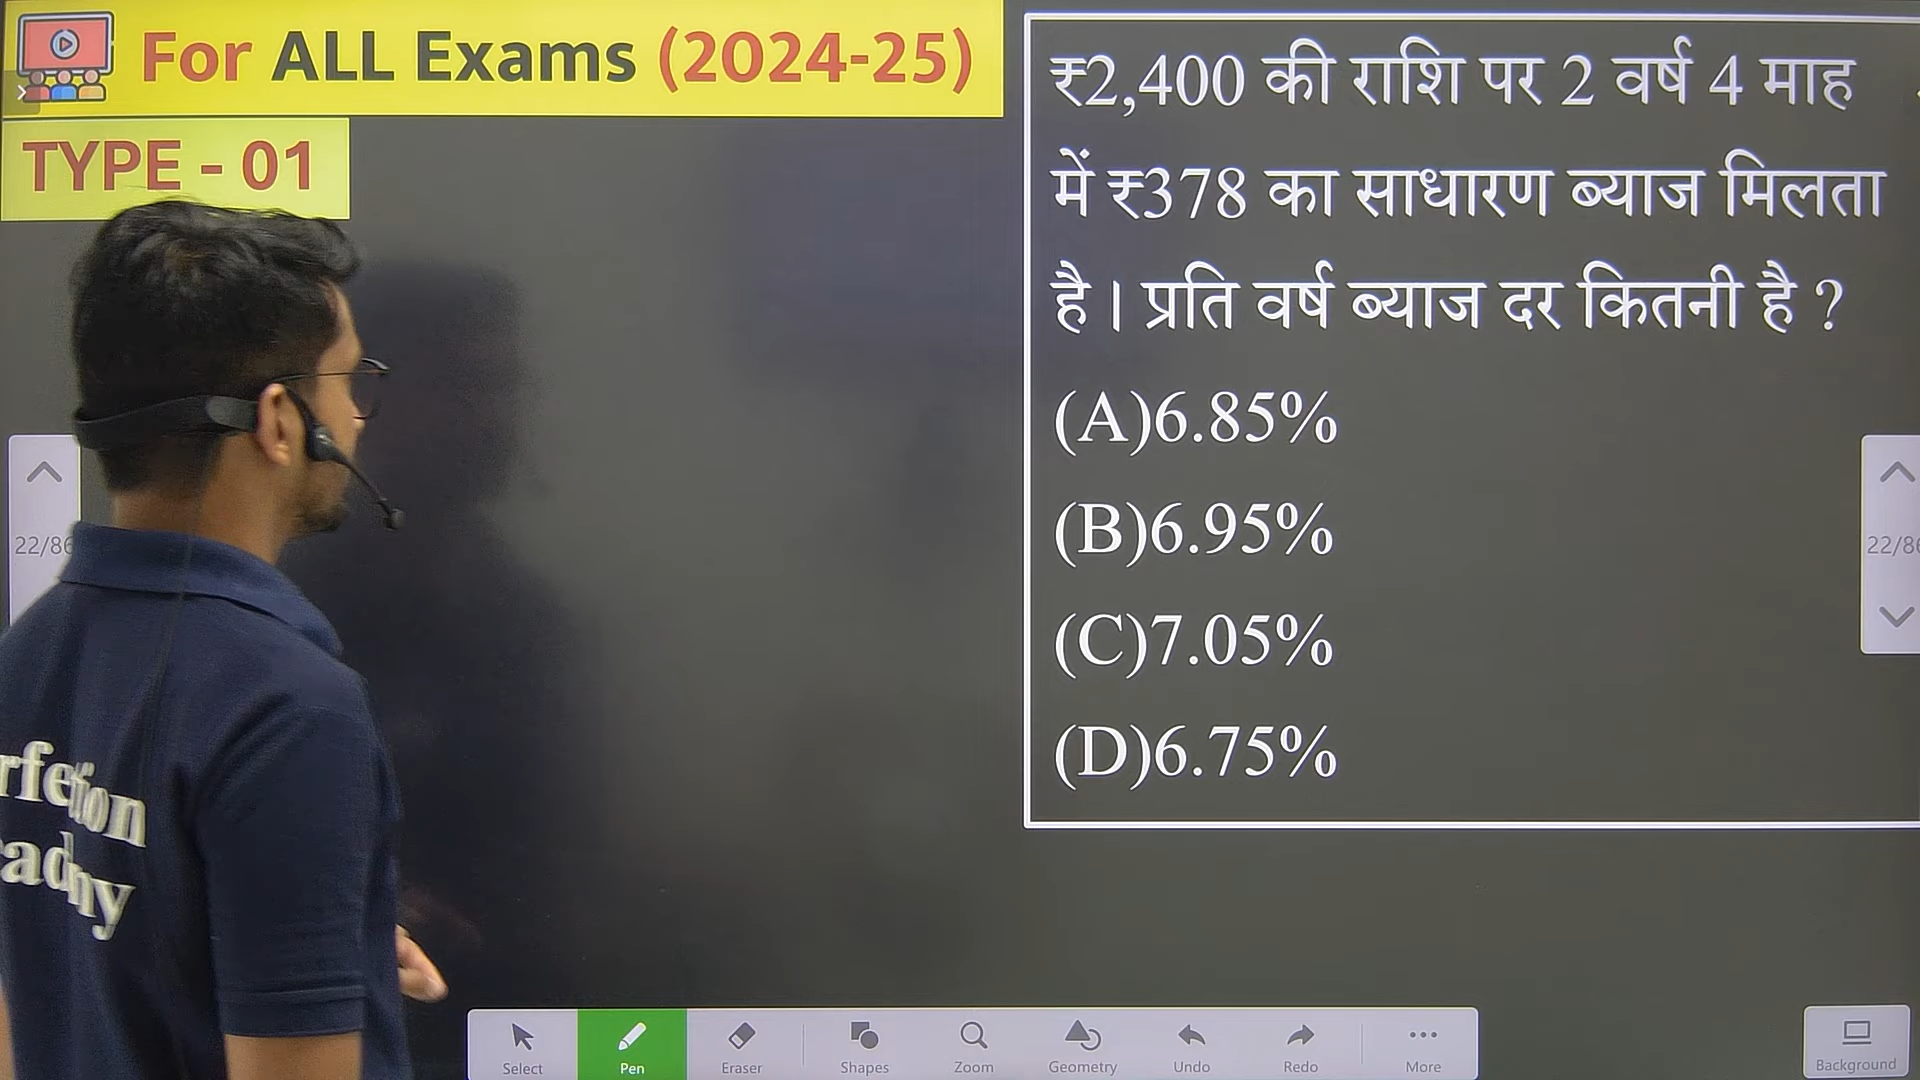 For ALL Exams (2024-25)
TYPE - 01
₹2,400 की राशि पर 2 वर्ष 4 माह
में ₹378 का साधारण ब्याज मिलता
है । प्रति वर्ष ब्याज दर कितनी है ?
(A)6.85%
(B)6.95%
(C)7.05%
(D)6.75%
22/86
22/86
Select
Pen
Eraser
Shapes
Zoom
Geometry
Undo
Redo
More
Background